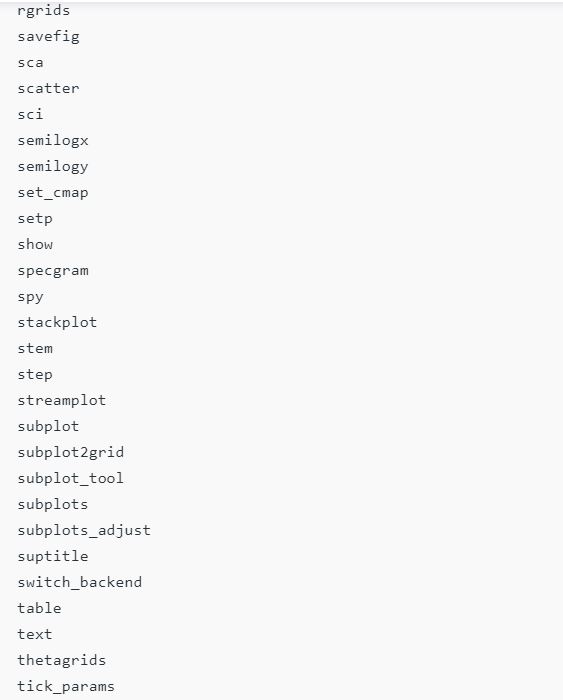 rgrids
savefig
sca
scatter
sci
semilogx
semilogy
set_cmap
setp
show
specgram
spy
stackplot
stem
step
streamplot
subplot
subplot2grid
subplot_tool
subplots
subplots_adjust
suptitle
switch_backend
table
text
thetagrids
tick_params